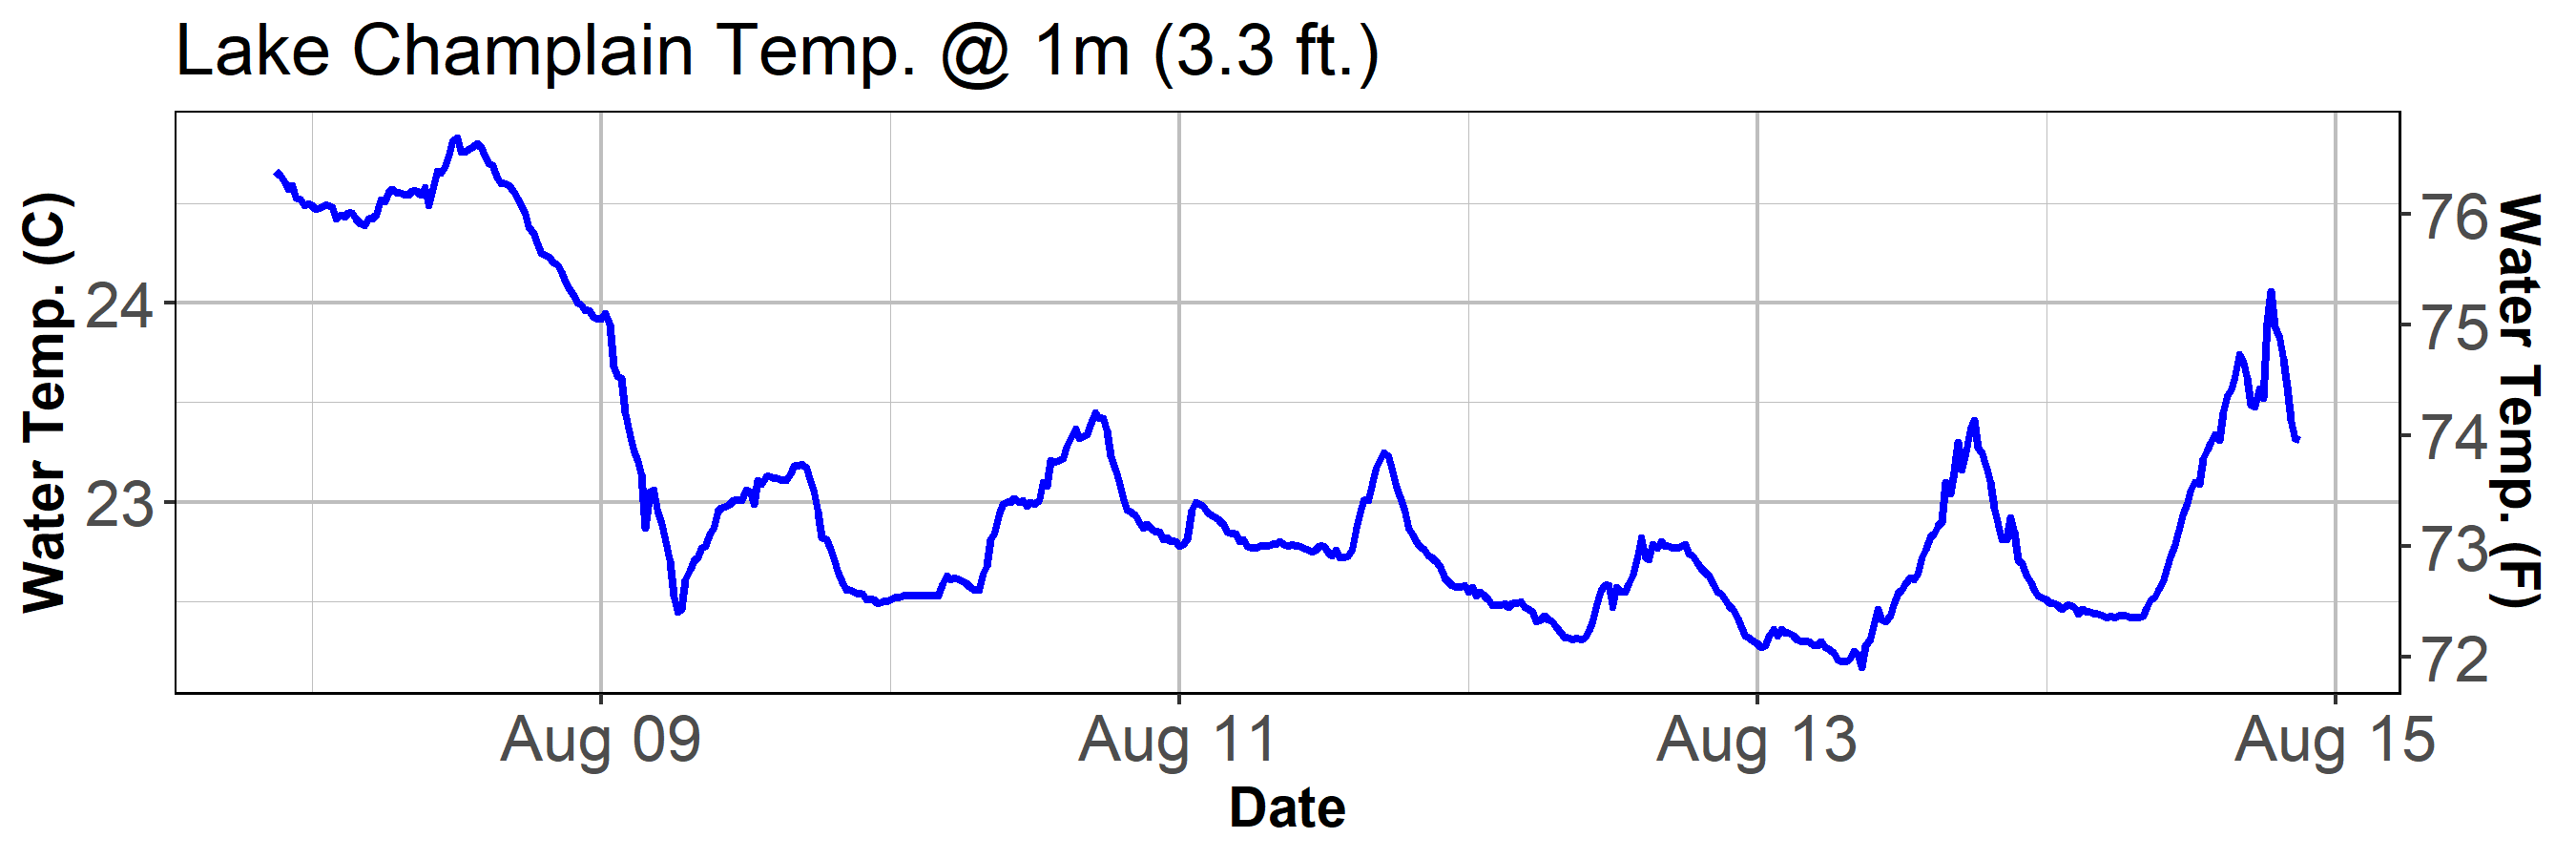 Lake Champlain Temp. @ 1m (3.3 ft.)
Water Temp. (C)
24
23
76
75
74
73
72
Water Temp. (F)
Aug 09
Aug 11
Aug 13
Aug 15
Date